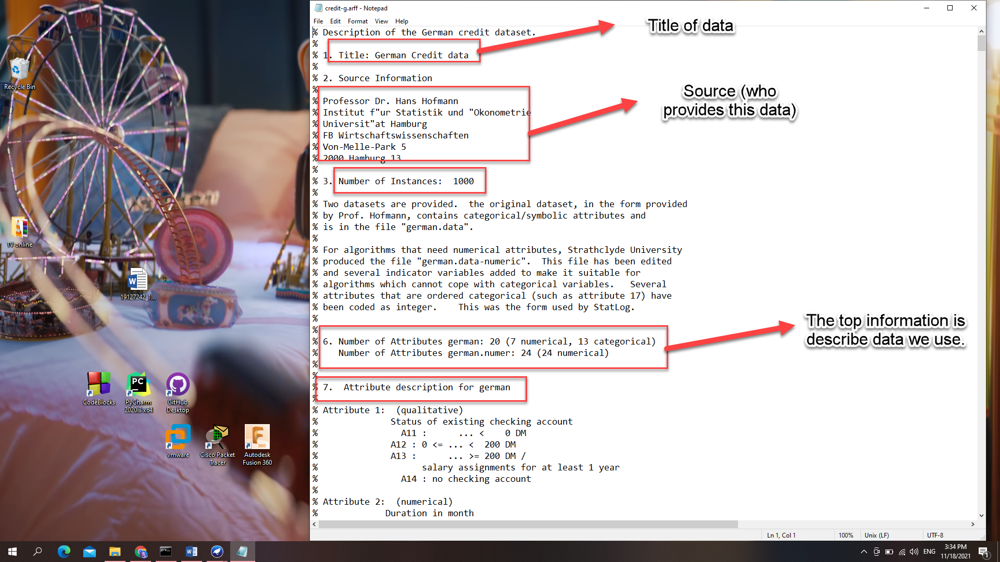 credit-g.arff - Notepad
File Edit Format View Help
% Description of the German credit dataset.
%
% 1. Title: German Credit data
%
% 2. Source Information
%
% Professor Dr. Hans Hofmann
% Institut f"ur Statistik und "Okonometrie
% Universit"at Hamburg
% FB Wirtschaftswissenschaften
% Von-Melle-Park 5
% 2000 Hamburg 13
%
% 3. Number of Instances:  1000
%
% Two datasets are provided.  the original dataset, in the form provided
% by Prof. Hofmann, contains categorical/symbolic attributes and
% is in the file "german.data".
%
% For algorithms that need numerical attributes, Strathclyde University
% produced the file "german.data-numeric".  This file has been edited
% and several indicator variables added to make it suitable for
% algorithms which cannot cope with categorical variables.   Several
% attributes that are ordered categorical (such as attribute 17) have
% been coded as integer.    This was the form used by StatLog.
%
%
% 6. Number of Attributes german: 20 (7 numerical, 13 categorical)
%    Number of Attributes german.numer: 24 (24 numerical)
%
%
% 7.  Attribute description for german
%
% Attribute 1:  (qualitative)
%              Status of existing checking account
%                A11 :      ... <    0 DM
%              A12 : 0 <= ... <  200 DM
%              A13 :      ... >= 200 DM /
%                    salary assignments for at least 1 year
%                A14 : no checking account
%
% Attribute 2:  (numerical)
%             Duration in month
Title of data
Source (who
provides this data)
The top information is
describe data we use.
Ln 1, Col 1
100%
Unix (LF)
UTF-8
Recycle Bin
TV online
19127242_1...
CodeBlocks
PC
PyCharm
2020.3 x64
GitHub
Desktop
vmware
Cisco Packet
Tracer
F
360
Autodesk
Fusion 360
W
W
ENG
3:34 PM
11/18/2021
1